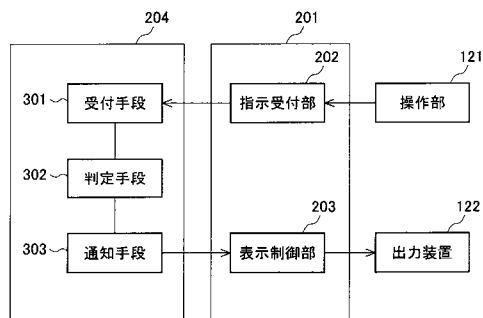 204
201
301
受付手段
202
指示受付部
121
操作部
302
判定手段
303
通知手段
203
表示制御部
122
出力装置